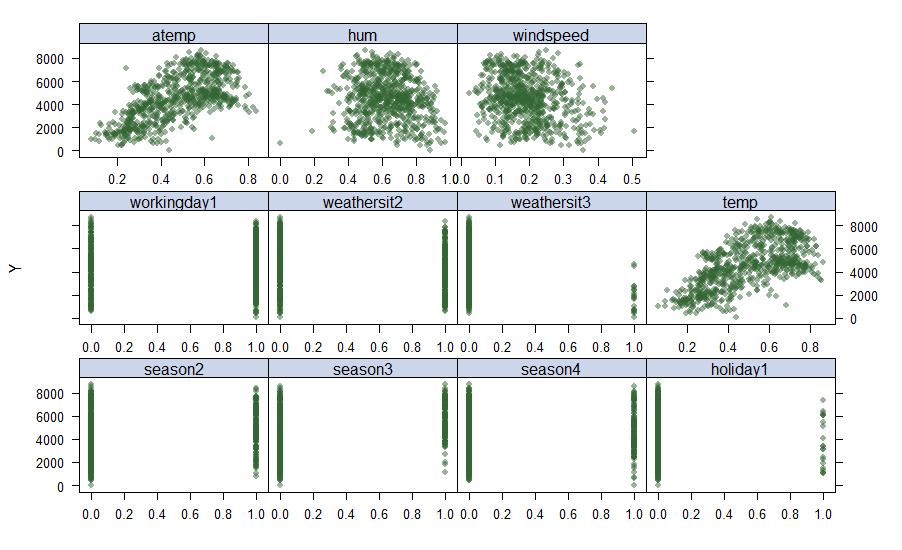 atemp hum windspeed
8000
6000
4000
2000
0
0.2 0.4 0.6 0.8 0.0 0.2 0.4 0.6 0.8 1.0 0.0 0.1 0.2 0.3 0.4 0.5
workingday1 weathersit2 weathersit3 temp
8000
6000
4000
2000
0
0.0 0.2 0.4 0.6 0.8 1.0 0.0 0.2 0.4 0.6 0.8 1.0 0.0 0.2 0.4 0.6 0.8 1.0 0.2 0.4 0.6 0.8
Y
season2 season3 season4 holiday1
8000
6000
4000
2000
0
0.0 0.2 0.4 0.6 0.8 1.0 0.0 0.2 0.4 0.6 0.8 1.0 0.0 0.2 0.4 0.6 0.8 1.0 0.0 0.2 0.4 0.6 0.8 1.0